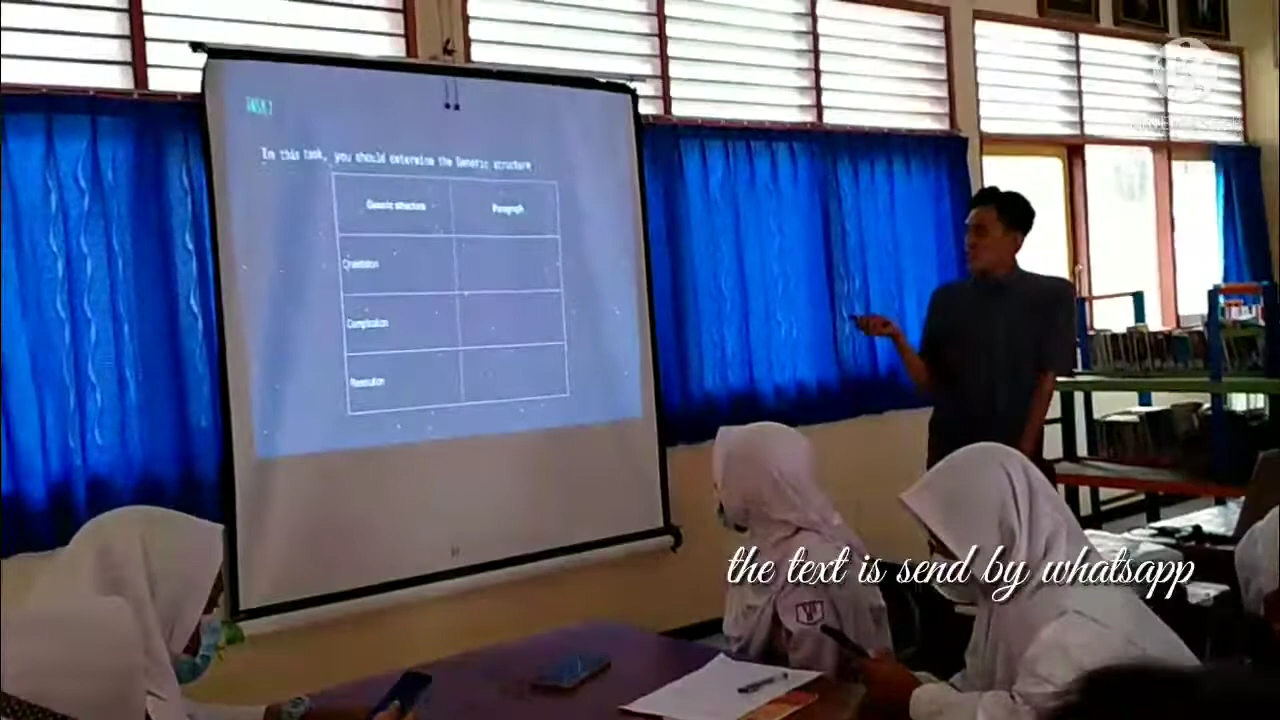 TASK 1
In this task, you should determine the Generic structure
Generic structure
Paragraph
Orientation
Complication
Resolution
the text is send by whatsapp